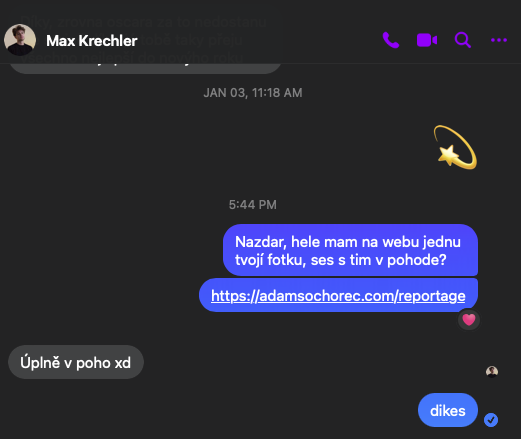 Max Krechler
JAN 03, 11:18 AM
5:44 PM
Nazdar, hele mam na webu jednu
tvojí fotku, ses s tim v pohode?
https://adamsochorec.com/reportage
Úplně v poho xd
dikes